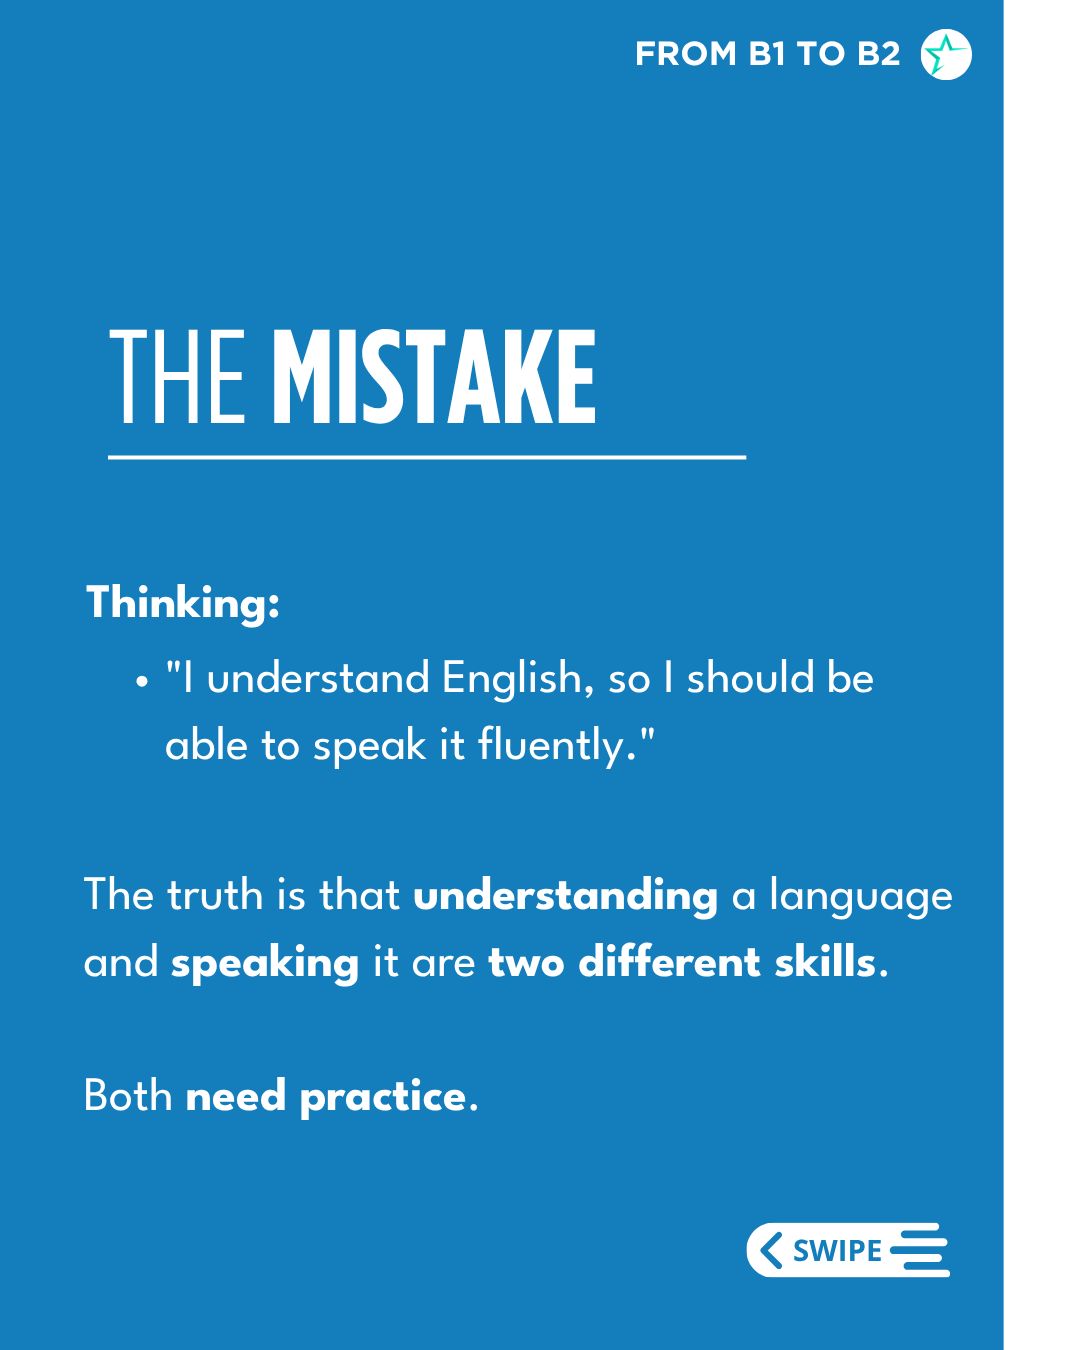 FROM B1 TO B2
THE MISTAKE
Thinking:
• "I understand English, so I should be
able to speak it fluently."
The truth is that understanding a language
and speaking it are two different skills.
Both need practice.
SWIPE